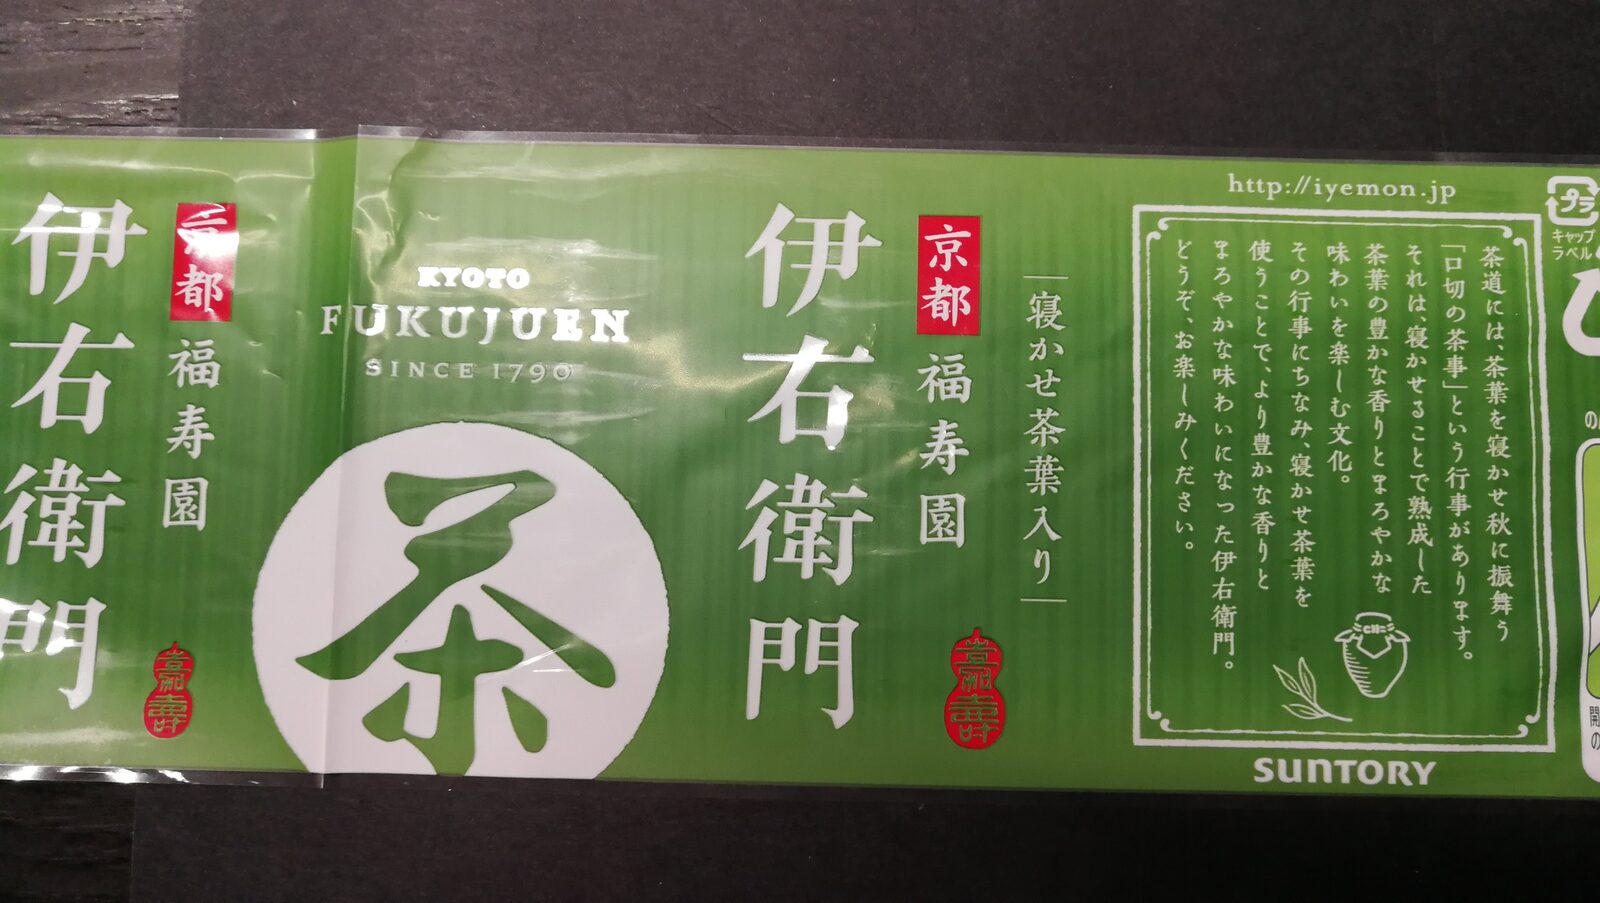 伊右衛門
京都
福寿園
嘉壽
KYOTO
FUKUJUEN
SINCE 1790
茶
伊右衛門
京都
福寿園
嘉壽
寝かせ茶葉入り
http://iyemon.jp
茶道には、茶葉を寝かせ秋に振舞う
「口切の茶事」という行事があります。
それは、寝かせることで熟成した
茶葉の豊かな香りとまろやかな
味わいを楽しむ文化。
その行事にちなみ、寝かせ茶葉を
使うことで、より豊かな香りと
まろやかな味わいになった伊右衛門。
どうぞ、お楽しみください。
SUNTORY
プラ
キャップ
ラベル